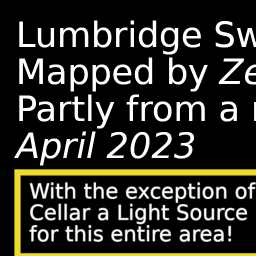 Lumbridge Sw
Mapped by Ze
Partly from a
April 2023
With the exception of
Cellar a Light Source
for this entire area!